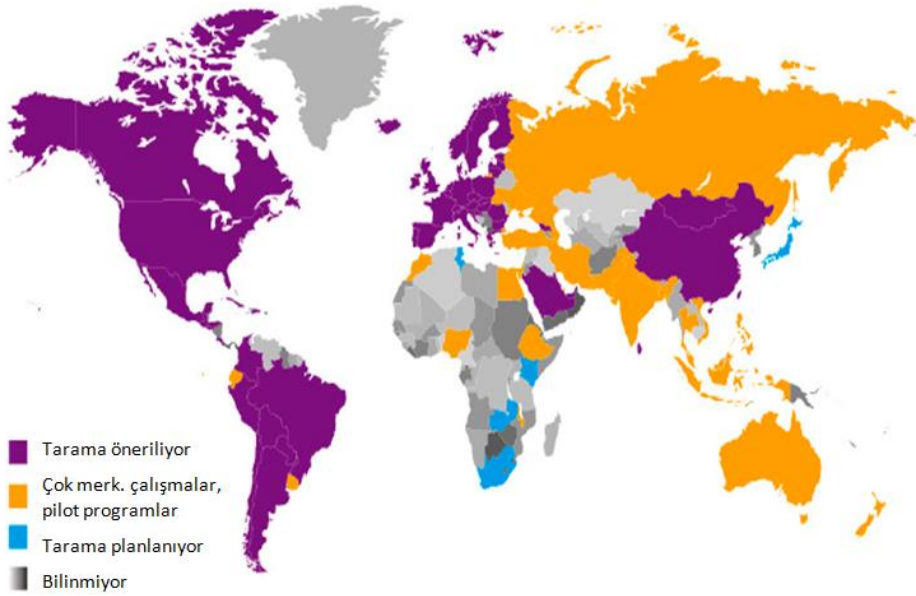 Tarama öneriliyor
Çok merk. çalışmalar,
pilot programlar
Tarama planlanıyor
Bilinmiyor